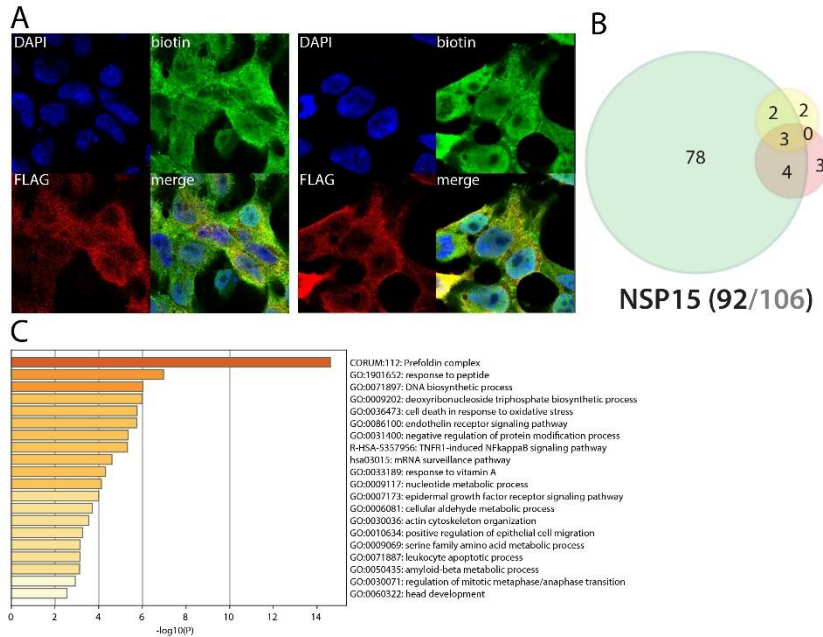 A
DAPI
biotin
FLAG
merge
DAPI
biotin
FLAG
merge
B
2
2
3
0
78
4
3
NSP15 (92/106)
C
CORUM:112: Prefoldin complex
GO:1901652: response to peptide
GO:0071897: DNA biosynthetic process
GO:0009202: deoxyribonucleoside triphosphate biosynthetic process
GO:0036473: cell death in response to oxidative stress
GO:0086100: endothelin receptor signaling pathway
GO:0031400: negative regulation of protein modification process
R-HSA-5357956: TNFR1-induced NFkappaB signaling pathway
hsa03015: mRNA surveillance pathway
GO:0033189: response to vitamin A
GO:0009117: nucleotide metabolic process
GO:0007173: epidermal growth factor receptor signaling pathway
GO:0006081: cellular aldehyde metabolic process
GO:0030036: actin cytoskeleton organization
GO:0010634: positive regulation of epithelial cell migration
GO:0009069: serine family amino acid metabolic process
GO:0071887: leukocyte apoptotic process
GO:0050435: amyloid-beta metabolic process
GO:0030071: regulation of mitotic metaphase/anaphase transition
GO:0060322: head development
0 2 4 6 8 10 12 14
-log10(P)